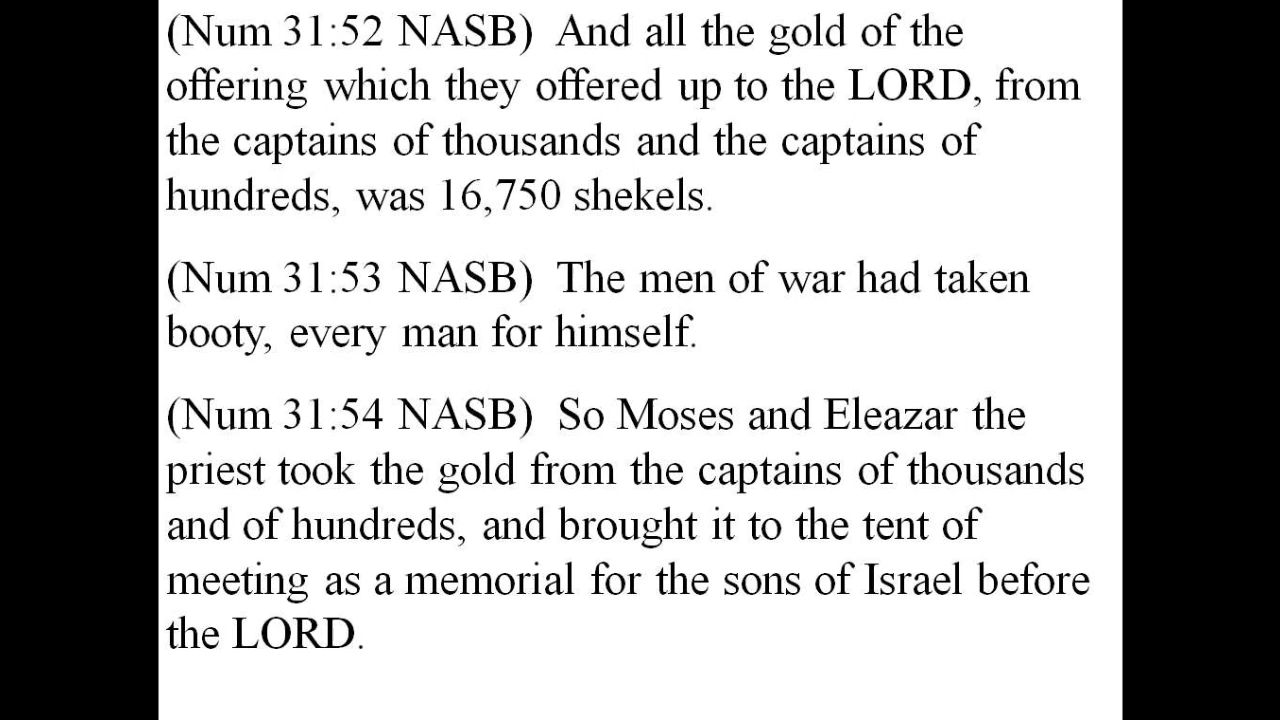 (Num 31:52 NASB) And all the gold of the
offering which they offered up to the LORD, from
the captains of thousands and the captains of
hundreds, was 16,750 shekels.
(Num 31:53 NASB) The men of war had taken
booty, every man for himself.
(Num 31:54 NASB) So Moses and Eleazar the
priest took the gold from the captains of thousands
and of hundreds, and brought it to the tent of
meeting as a memorial for the sons of Israel before
the LORD.